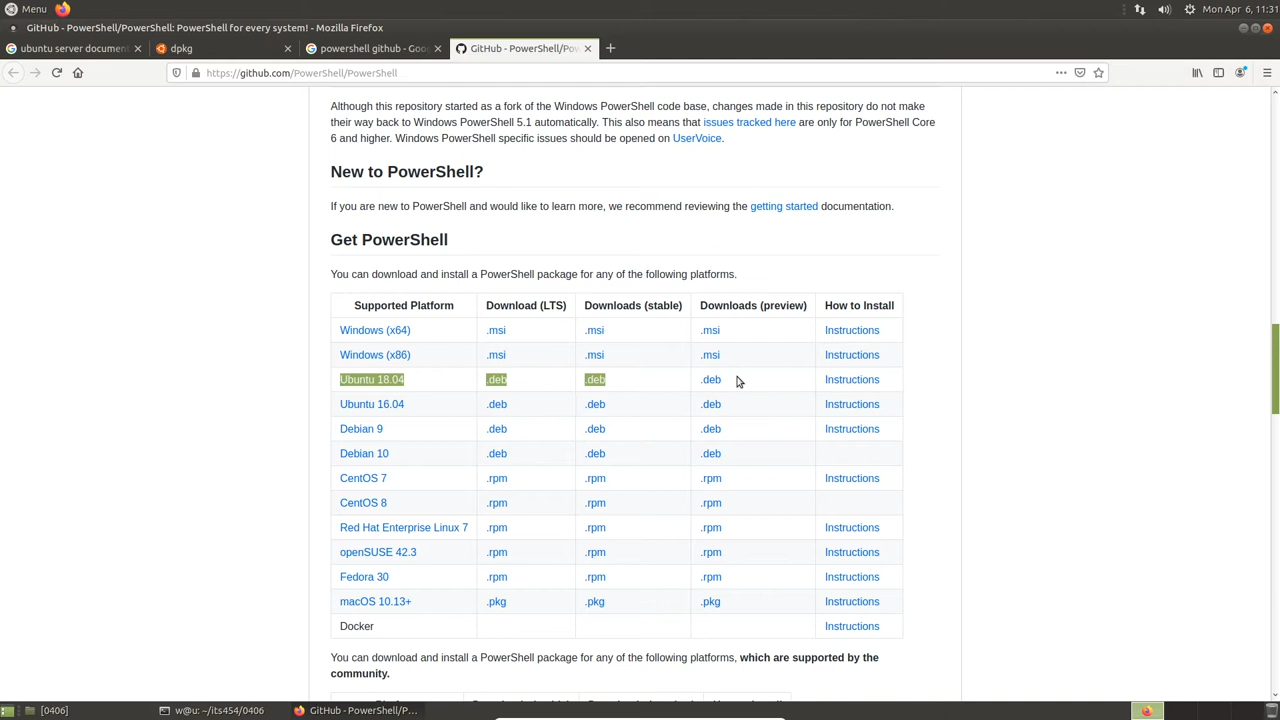 Menu
Mon Apr 6, 11:31
GitHub - PowerShell/PowerShell: PowerShell for every system! - Mozilla Firefox
ubuntu server document
dpkg
powershell github - Goo
GitHub - PowerShell/Pow
https://github.com/PowerShell/PowerShell
Although this repository started as a fork of the Windows PowerShell code base, changes made in this repository do not make
their way back to Windows PowerShell 5.1 automatically. This also means that issues tracked here are only for PowerShell Core
6 and higher. Windows PowerShell specific issues should be opened on UserVoice.
New to PowerShell?
If you are new to PowerShell and would like to learn more, we recommend reviewing the getting started documentation.
Get PowerShell
You can download and install a PowerShell package for any of the following platforms.
Supported Platform Download (LTS) Downloads (stable) Downloads (preview) How to Install
Windows (x64) .msi .msi .msi Instructions
Windows (x86) .msi .msi .msi Instructions
Ubuntu 18.04 .deb .deb .deb Instructions
Ubuntu 16.04 .deb .deb .deb Instructions
Debian 9 .deb .deb .deb Instructions
Debian 10 .deb .deb .deb
CentOS 7 .rpm .rpm .rpm Instructions
CentOS 8 .rpm .rpm .rpm
Red Hat Enterprise Linux 7 .rpm .rpm .rpm Instructions
openSUSE 42.3 .rpm .rpm .rpm Instructions
Fedora 30 .rpm .rpm .rpm Instructions
macOS 10.13+ .pkg .pkg .pkg Instructions
Docker Instructions
You can download and install a PowerShell package for any of the following platforms, which are supported by the
community.
[0406]
w@u: ~/its454/0406
GitHub - PowerShell/P...